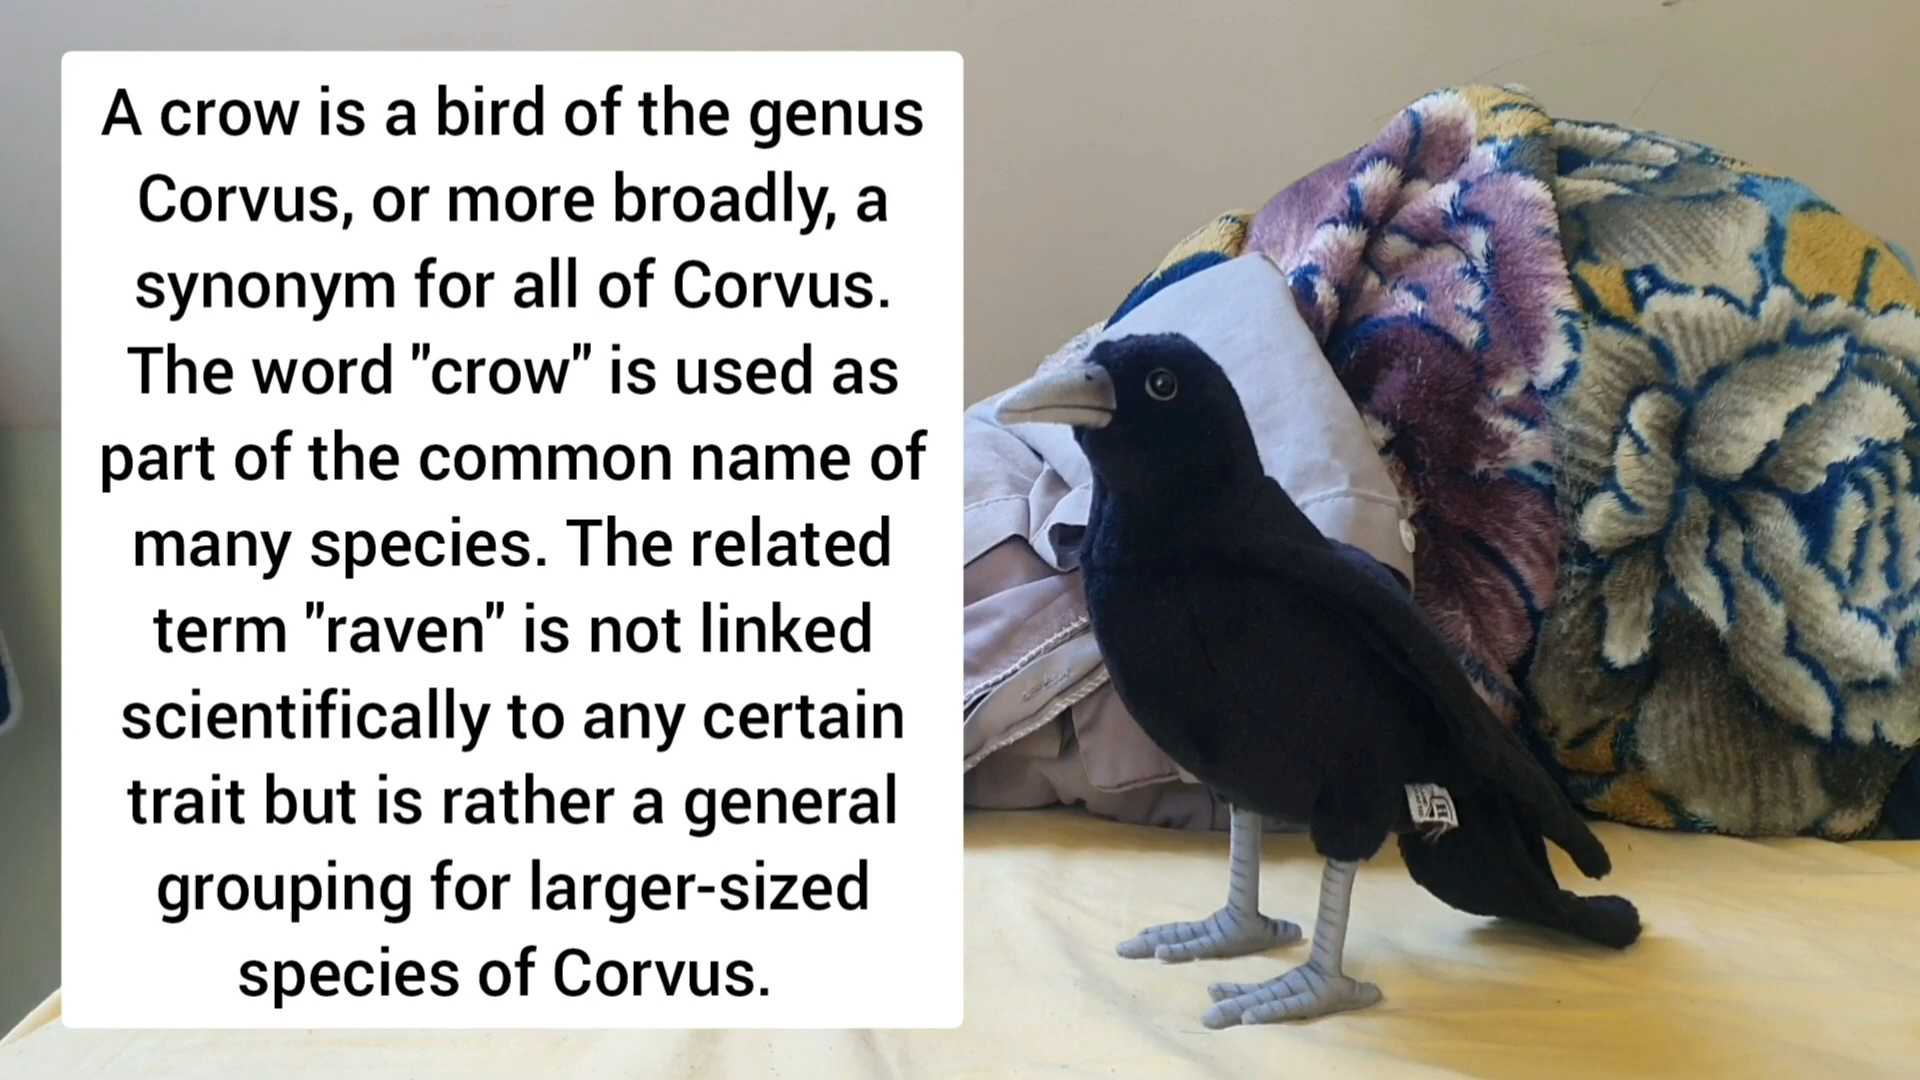 A crow is a bird of the genus
Corvus, or more broadly, a
synonym for all of Corvus.
The word "crow" is used as
part of the common name of
many species. The related
term "raven" is not linked
scientifically to any certain
trait but is rather a general
grouping for larger-sized
species of Corvus.